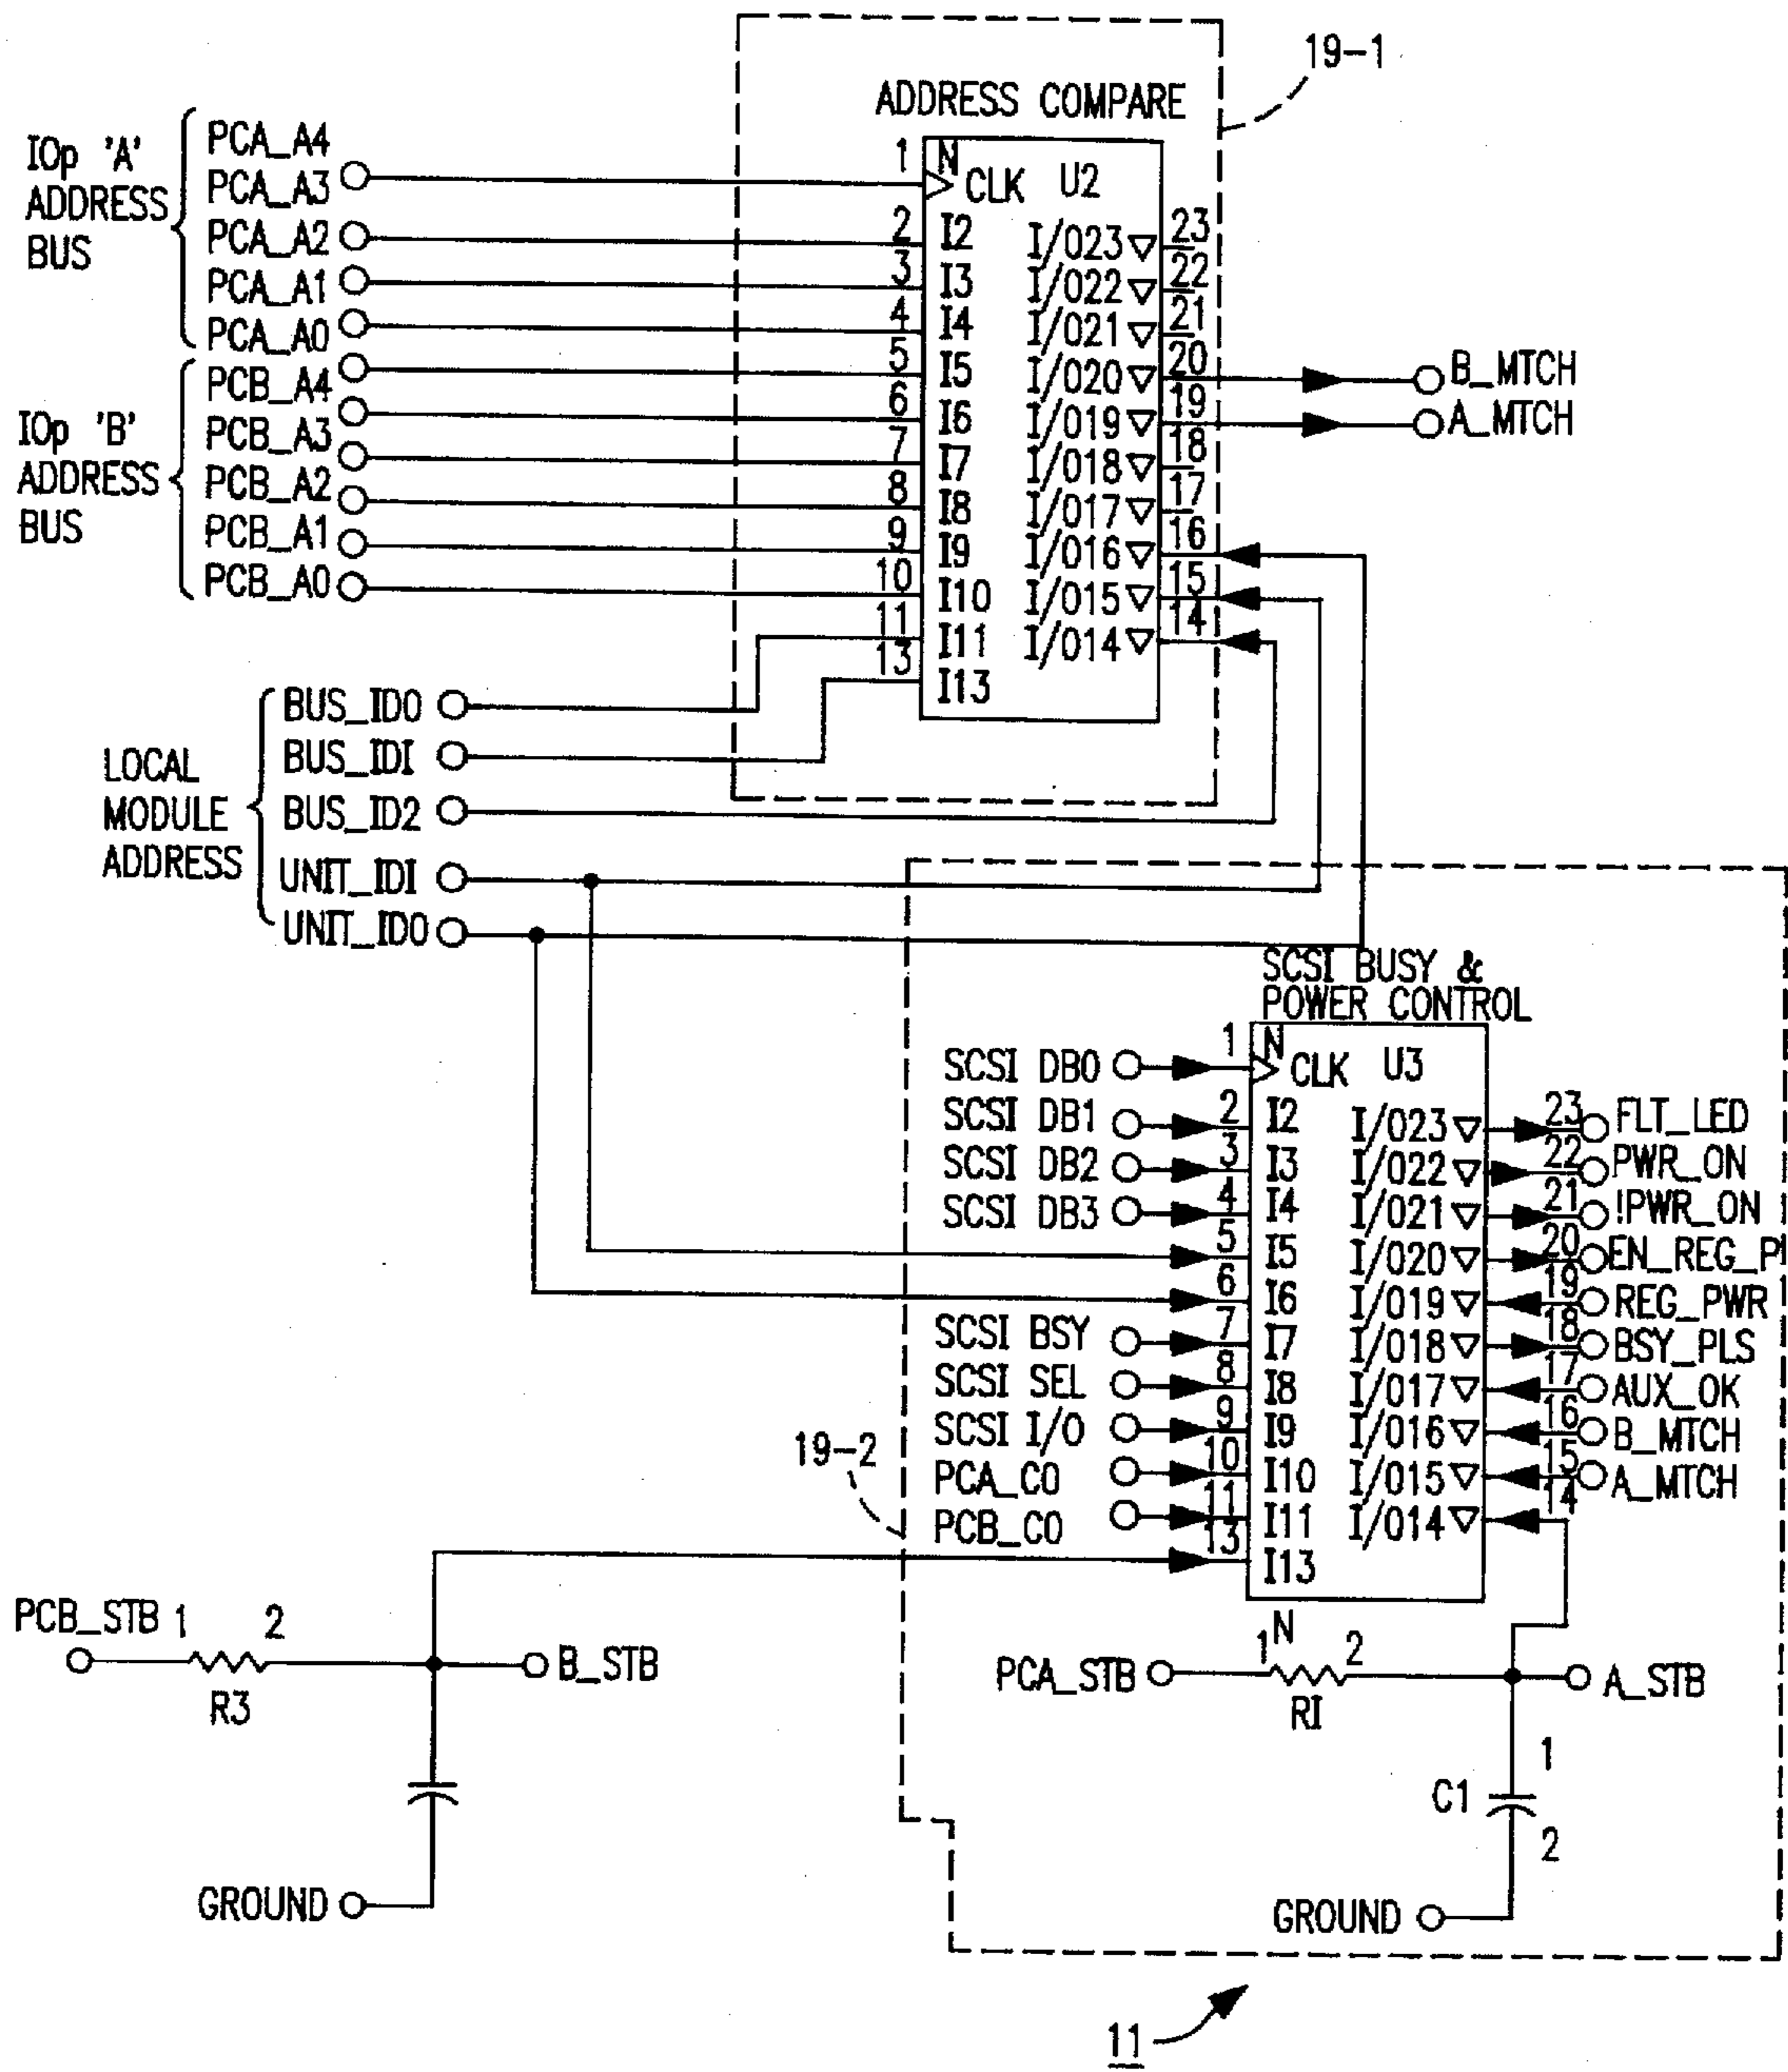 19-1
ADDRESS COMPARE
IOp 'A'
ADDRESS
BUS
PCA_A4
PCA_A3
PCA_A2
PCA_A1
PCA_A0
IOp 'B'
ADDRESS
BUS
PCB_A4
PCB_A3
PCB_A2
PCB_A1
PCB_A0
1
2
3
4
5
6
7
8
9
10
11
13
N
CLK U2
I2
I3
I4
I5
I6
I7
I8
I9
I10
I11
I13
I/O23
I/O22
I/O21
I/O20
I/O19
I/O18
I/O17
I/O16
I/O15
I/O14
23
22
21
20
19
18
17
16
15
14
B_MTCH
A_MTCH
LOCAL
MODULE
ADDRESS
BUS_ID0
BUS_IDI
BUS_ID2
UNIT_IDI
UNIT_ID0
SCSI BUSY &
POWER CONTROL
SCSI DB0
SCSI DB1
SCSI DB2
SCSI DB3
SCSI BSY
SCSI SEL
SCSI I/O
PCA_C0
PCB_C0
1
2
3
4
5
6
7
8
9
10
11
13
N
CLK U3
I2
I3
I4
I5
I6
I7
I8
I9
I10
I11
I13
I/O23
I/O22
I/O21
I/O20
I/O19
I/O18
I/O17
I/O16
I/O15
I/O14
23
22
21
20
19
18
17
16
15
14
FLT_LED
PWR_ON
!PWR_ON
EN_REG_P
REG_PWR
BSY_PLS
AUX_OK
B_MTCH
A_MTCH
19-2
PCB_STB 1 2
R3
B_STB
GROUND
N
PCA_STB 1 2
RI
A_STB
1
C1
2
GROUND
11